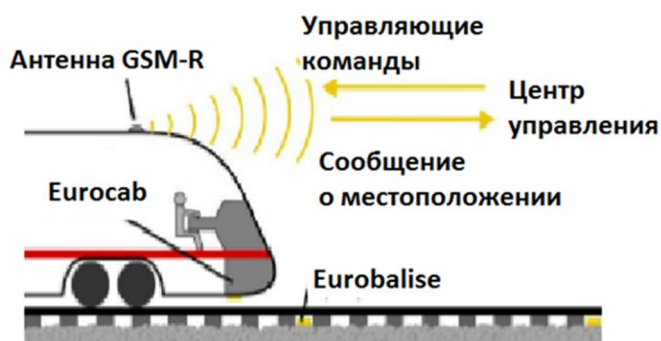 Антенна GSM-R
Управляющие
команды
Центр
управления
Сообщение
о местоположении
Eurocab
Eurobalise